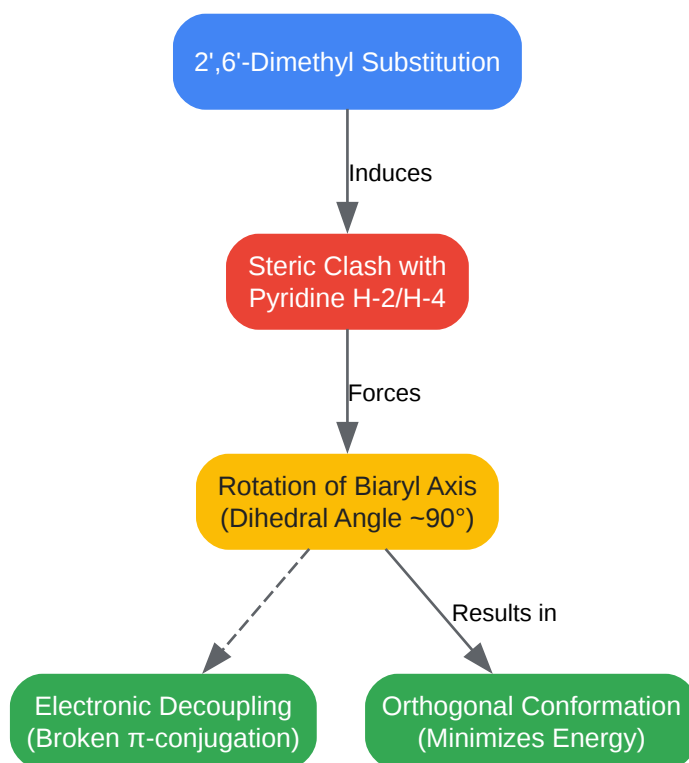 2',6'-Dimethyl Substitution
Induces
Steric Clash with
Pyridine H-2/H-4
Forces
Rotation of Biaryl Axis
(Dihedral Angle ~90°)
Results in
Electronic Decoupling
(Broken π-conjugation)
Orthogonal Conformation
(Minimizes Energy)